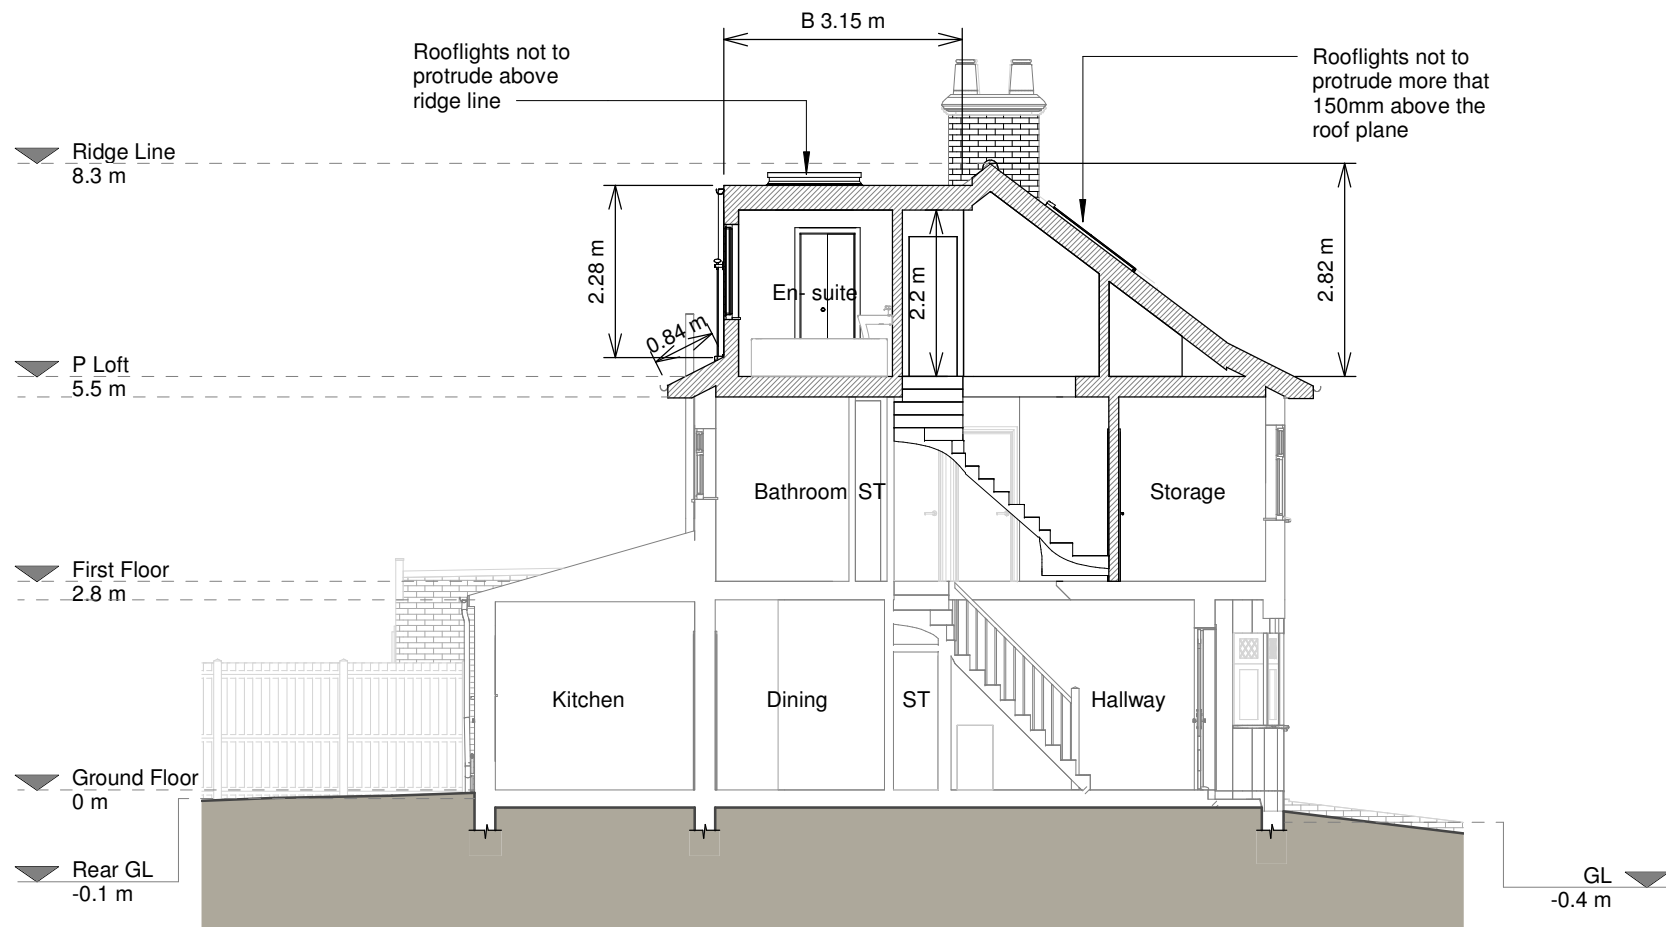 B 3.15 m
Rooflights not to
protrude above
ridge line
Rooflights not to
protrude more that
150mm above the
roof plane
Ridge Line
8.3 m
2.28 m
En- suite
2.2 m
2.82 m
0.84 m
P Loft
5.5 m
Bathroom
ST
Storage
First Floor
2.8 m
Kitchen
Dining
ST
Hallway
Ground Floor
0 m
Rear GL
-0.1 m
GL
-0.4 m